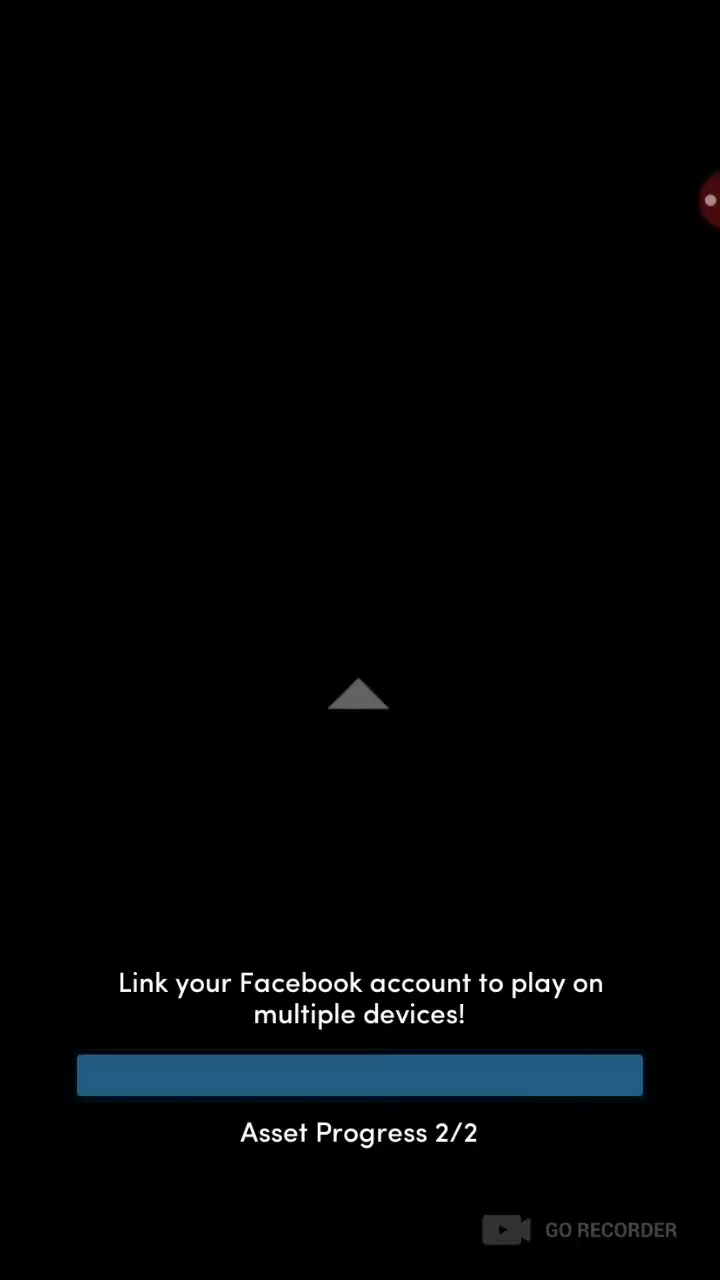 Link your Facebook account to play on
multiple devices!
Asset Progress 2/2
GO RECORDER